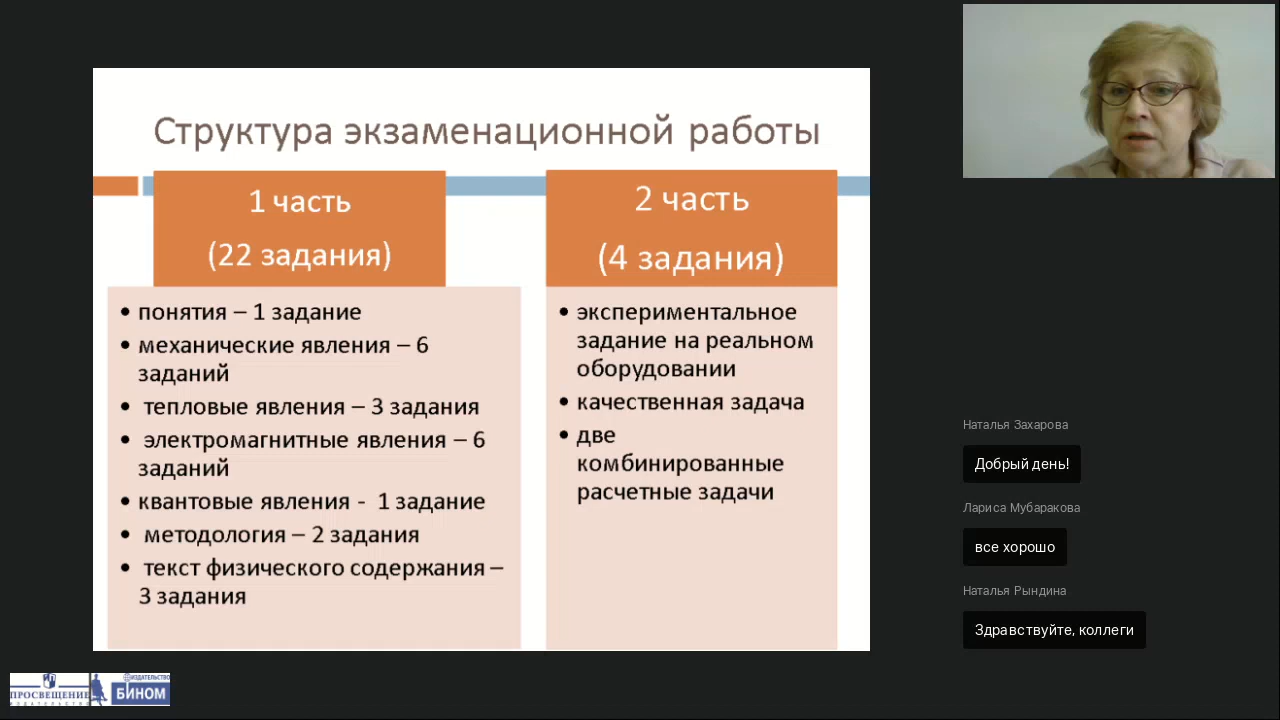 Структура экзаменационной работы
1 часть
(22 задания)
• понятия – 1 задание
• механические явления – 6
заданий
• тепловые явления – 3 задания
• электромагнитные явления – 6
заданий
• квантовые явления - 1 задание
• методология – 2 задания
• текст физического содержания –
3 задания
2 часть
(4 задания)
• экспериментальное
задание на реальном
оборудовании
• качественная задача
• две
комбинированные
расчетные задачи
Наталья Захарова
Добрый день!
Лариса Мубаракова
все хорошо
Наталья Рындина
Здравствуйте, коллеги
ПРОСВЕЩЕНИЕ
ИЗДАТЕЛЬСТВО
ИЗДАТЕЛЬСТВО
БИНОМ